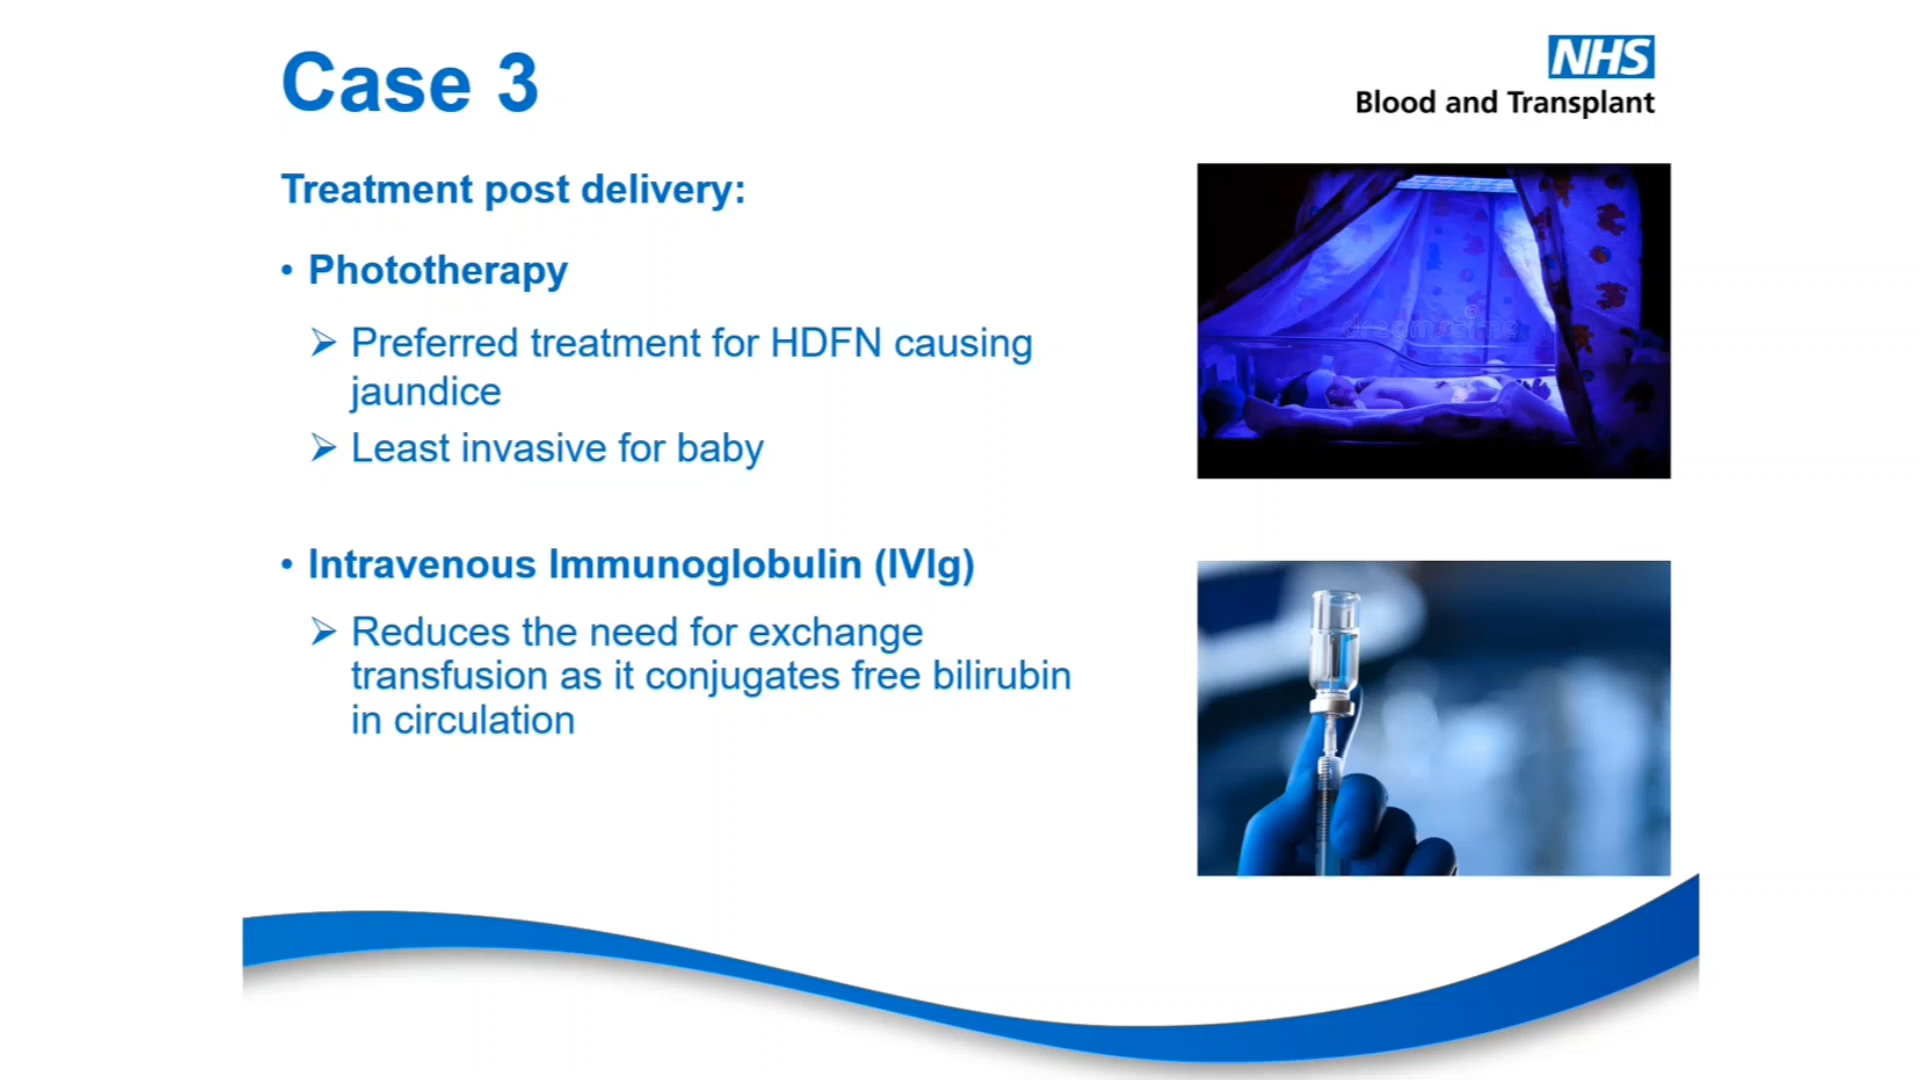 Case 3
NHS
Blood and Transplant
Treatment post delivery:
• Phototherapy
➢ Preferred treatment for HDFN causing
jaundice
➢ Least invasive for baby
dreamstime
• Intravenous Immunoglobulin (IVIg)
➢ Reduces the need for exchange
transfusion as it conjugates free bilirubin
in circulation